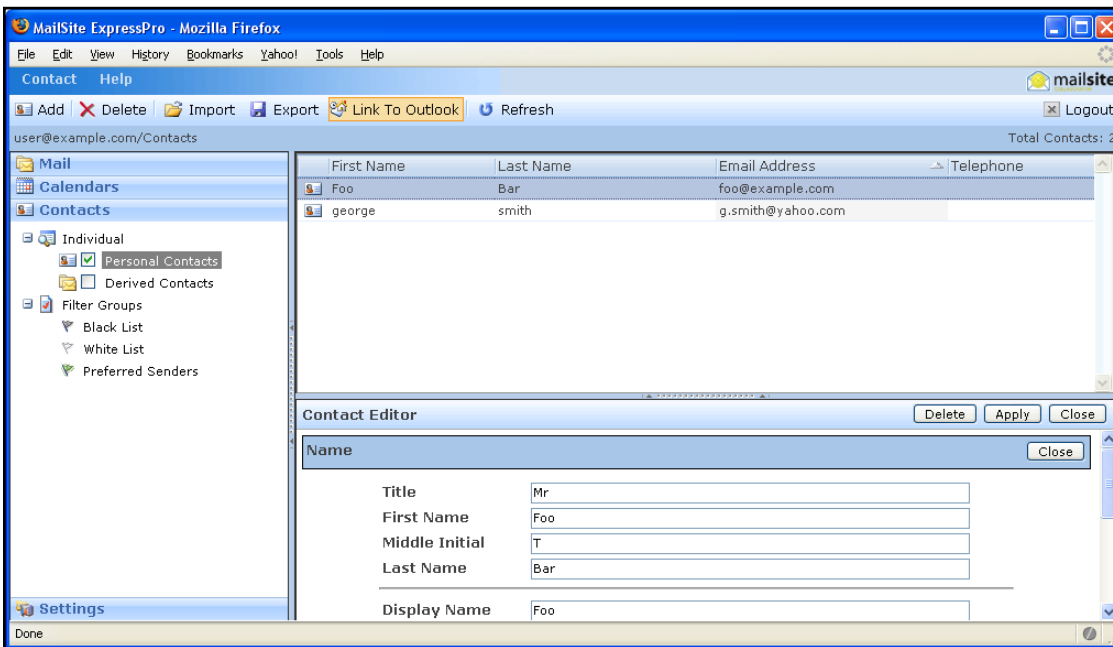 MailSite ExpressPro - Mozilla Firefox
File Edit View History Bookmarks Yahoo! Tools Help
Contact Help
mailsite
Add Delete Import Export Link To Outlook Refresh Logout
user@example.com/Contacts Total Contacts: 2
Mail
Calendars
Contacts
Individual
Personal Contacts
Derived Contacts
Filter Groups
Black List
White List
Preferred Senders
Settings
First Name Last Name Email Address Telephone
Foo Bar foo@example.com
george smith g.smith@yahoo.com
Contact Editor Delete Apply Close
Name Close
Title Mr
First Name Foo
Middle Initial T
Last Name Bar
Display Name Foo
Done